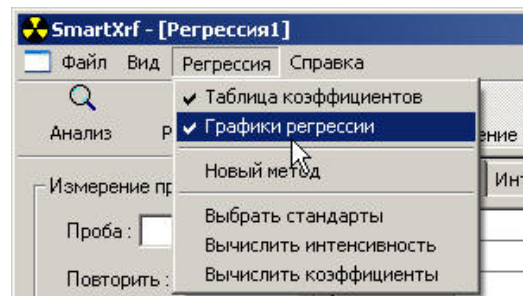 SmartXrf - [Регрессия1]
Файл Вид Регрессия Справка
Таблица коэффициентов
Анализ
Графики регрессии
Новый метод
Измерение
Проба :
Выбрать стандарты
Вычислить интенсивность
Повторить :
Вычислить коэффициенты